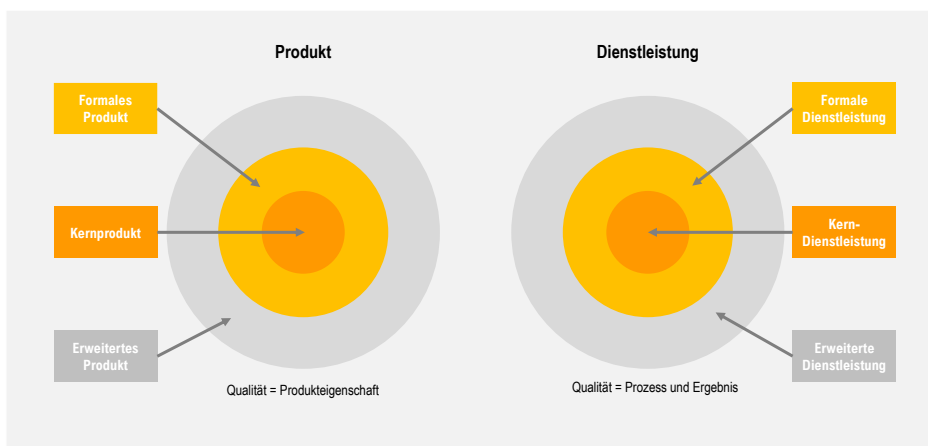 Produkt
Dienstleistung
Formales
Produkt
Formale
Dienstleistung
Kernprodukt
Kern-
Dienstleistung
Erweitertes
Produkt
Erweiterte
Dienstleistung
Qualität = Produkteigenschaft
Qualität = Prozess und Ergebnis